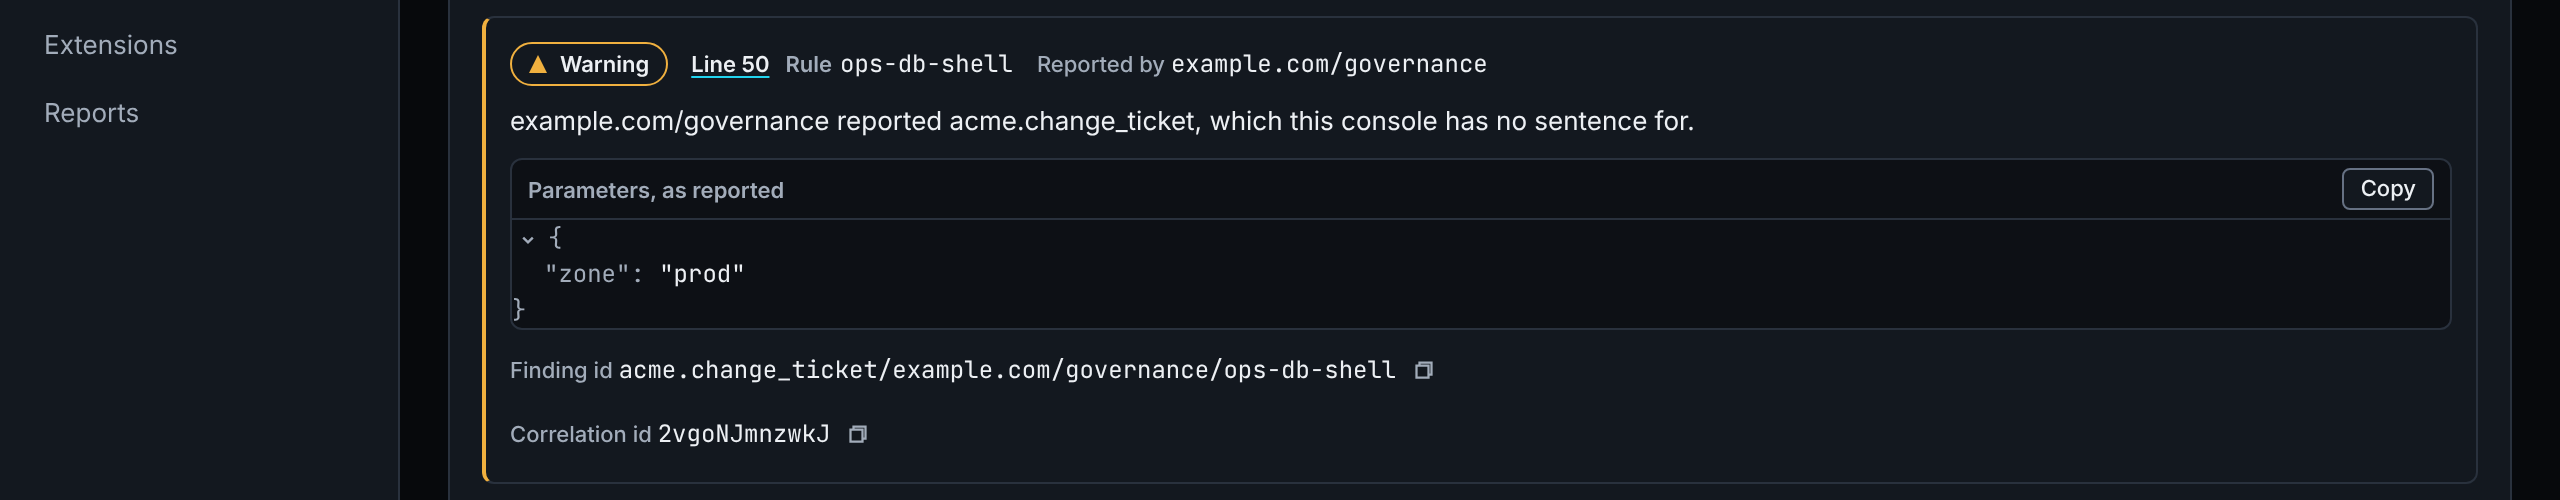 Extensions
Reports
Warning Line 50 Rule ops-db-shell Reported by example.com/governance
example.com/governance reported acme.change_ticket, which this console has no sentence for.
Parameters, as reported Copy
{
"zone": "prod"
}
Finding id acme.change_ticket/example.com/governance/ops-db-shell
Correlation id 2vgoNJmnzwkJ